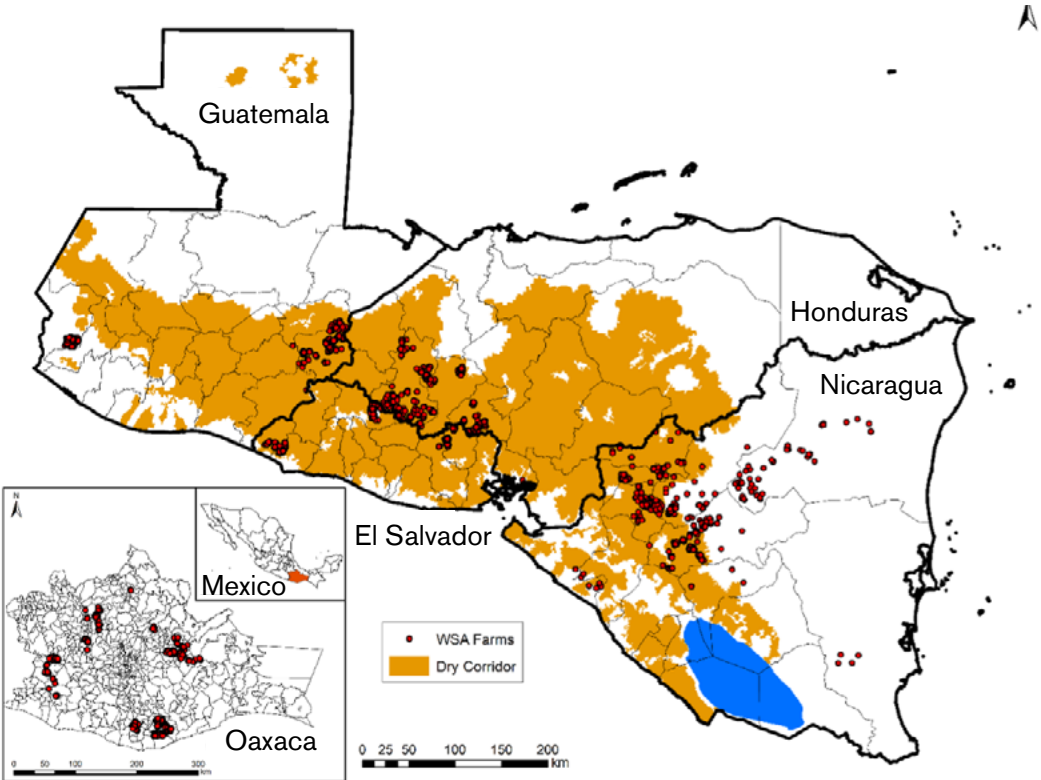 Guatemala
Honduras
Nicaragua
El Salvador
N
Mexico
WSA Farms
Dry Corridor
Oaxaca
0 25 50 100 150 200
km
0 50 100 200 300
km